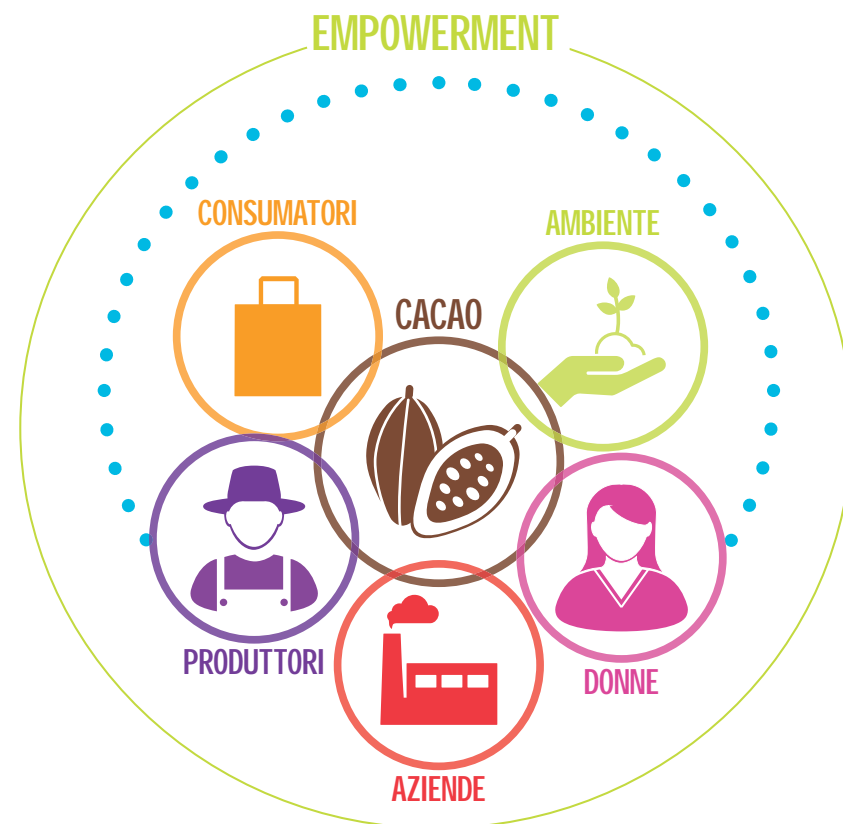 EMPOWERMENT
CONSUMATORI
AMBIENTE
CACAO
PRODUTTORI
DONNE
AZIENDE